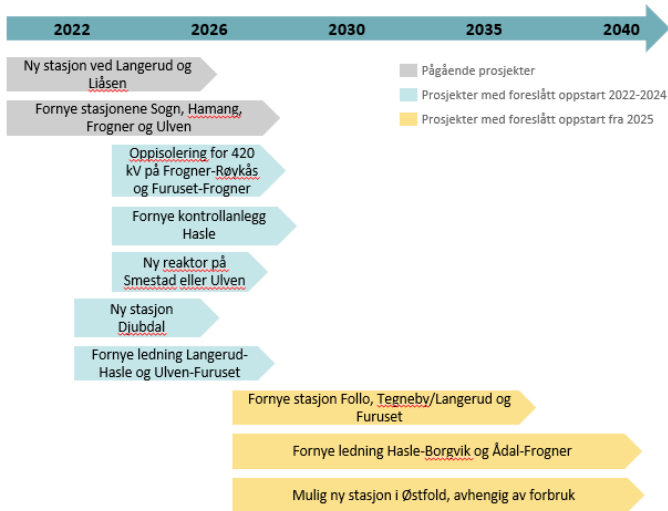 2022 2026 2030 2035 2040
Ny stasjon ved Langerud og
Liåsen
Pågående prosjekter
Prosjekter med foreslått oppstart 2022-2024
Prosjekter med foreslått oppstart fra 2025
Fornye stasjonene Sogn, Hamang,
Frogner og Ulven
Oppisolering for 420
kV på Frogner-Røykås
og Furuset-Frogner
Fornye kontrollanlegg
Hasle
Ny reaktor på
Smestad eller Ulven
Ny stasjon
Djubdal
Fornye ledning Langerud-
Hasle og Ulven-Furuset
Fornye stasjon Follo, Tegneby/Langerud og
Furuset
Fornye ledning Hasle-Borgvik og Ådal-Frogner
Mulig ny stasjon i Østfold, avhengig av forbruk